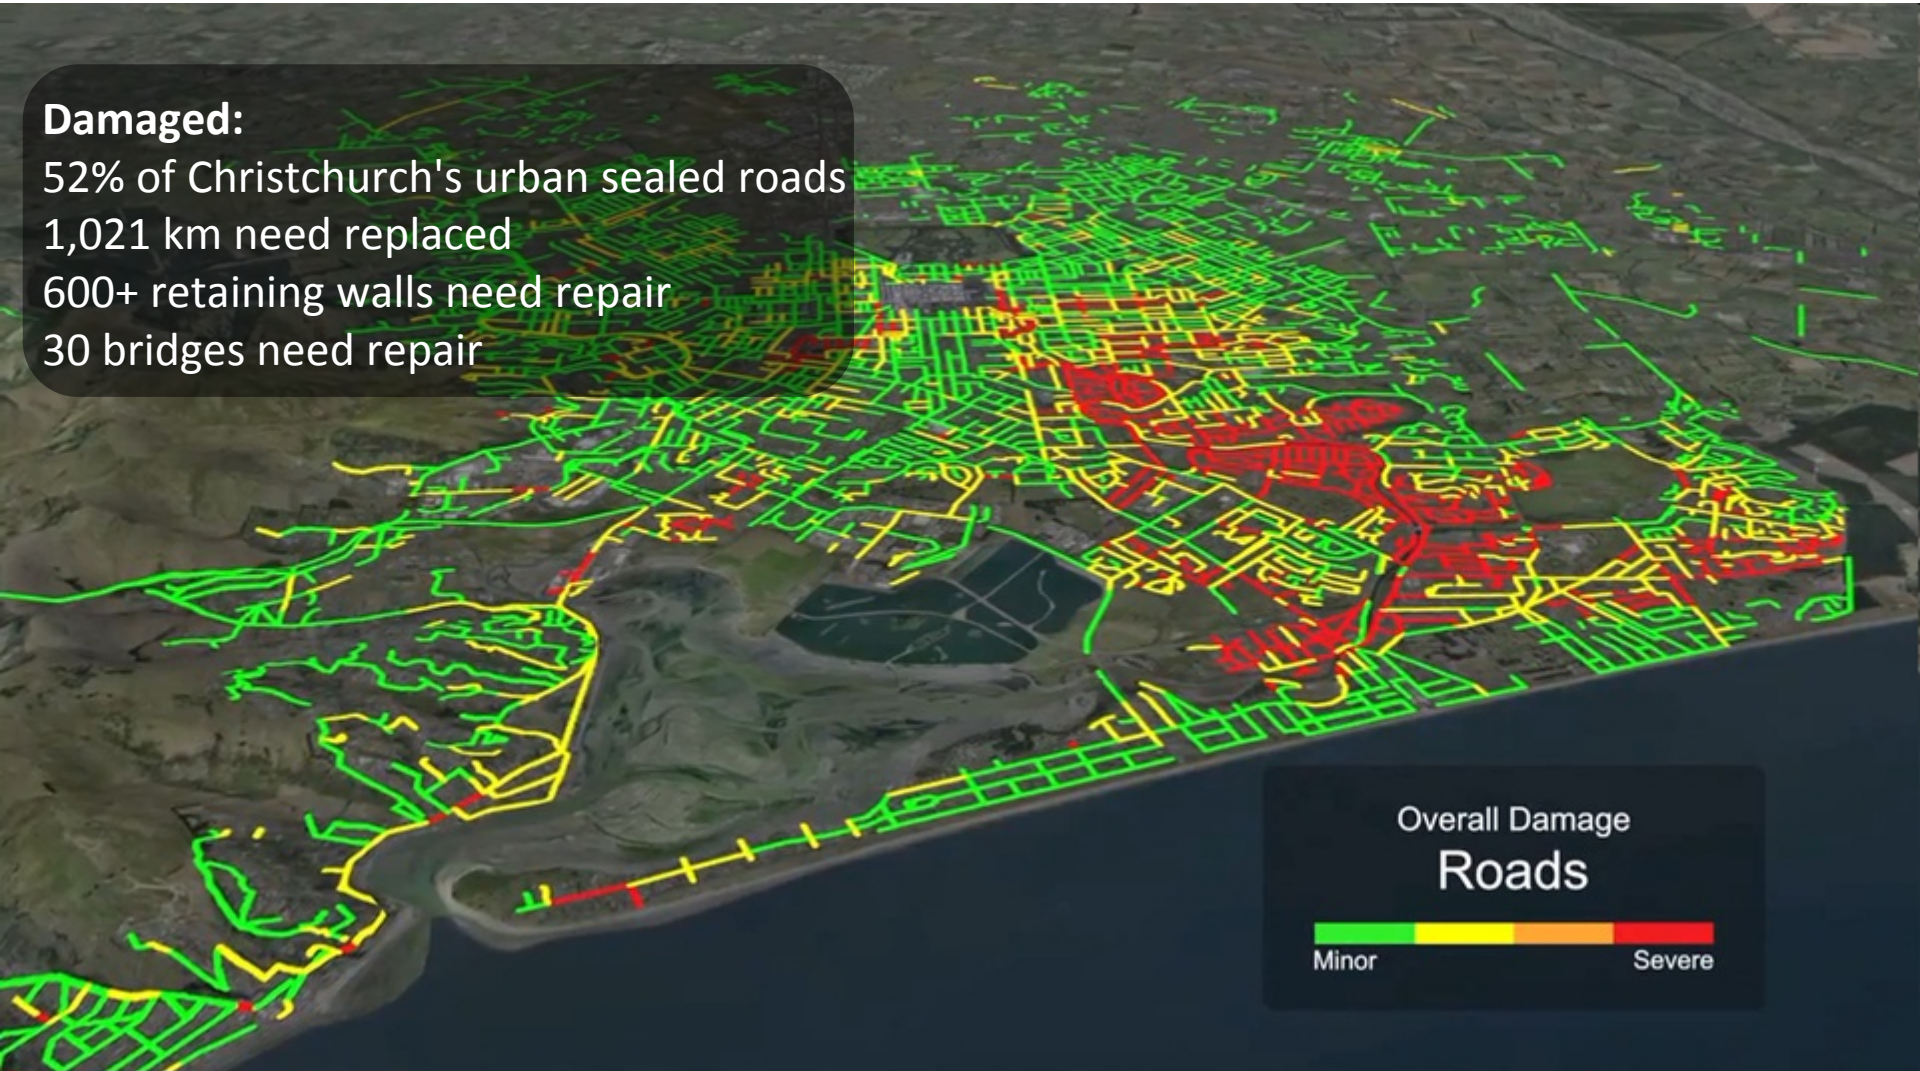 Damaged:
52% of Christchurch's urban sealed roads
1,021 km need replaced
600+ retaining walls need repair
30 bridges need repair
Overall Damage
Roads
Minor
Severe